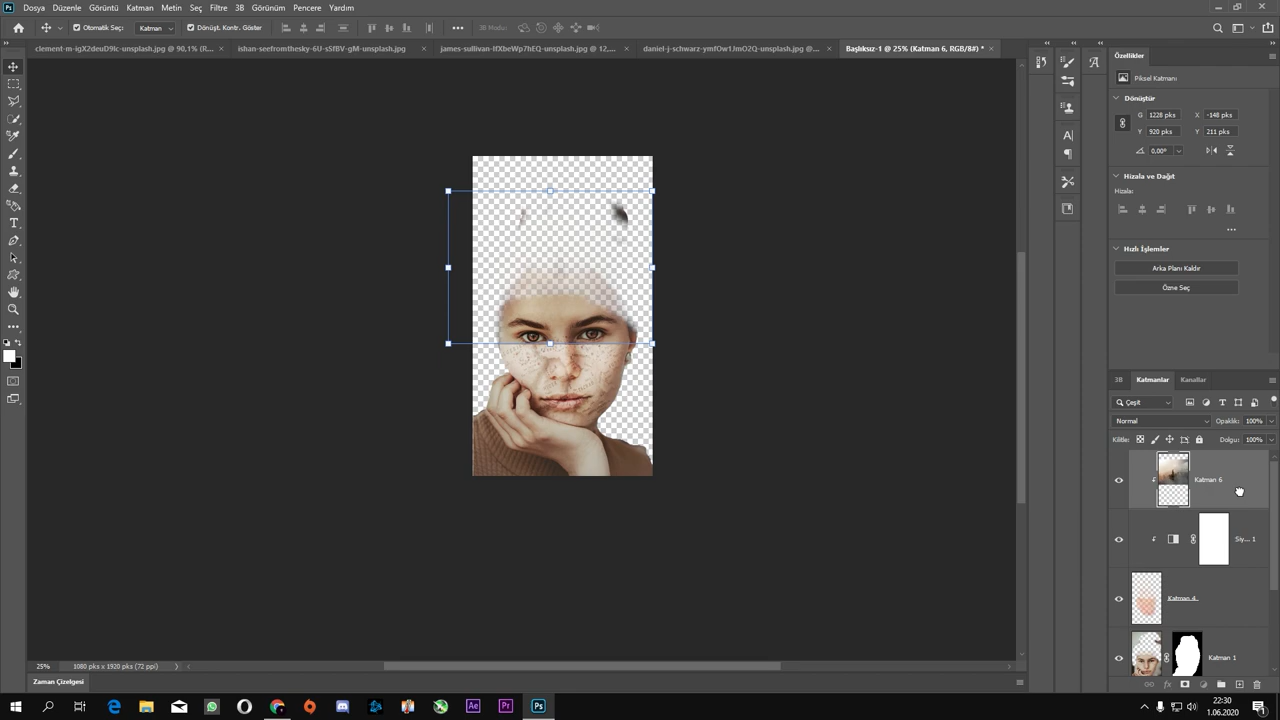 Dosya Düzenle Görüntü Katman Metin Seç Filtre 3B Görünüm Pencere Yardım
Otomatik Seç: Katman Dönüşt. Kontr. Göster 3B Modu:
clement-m-igX2deuD9lc-unsplash.jpg @ 90,1% (R... × ishan-seefromthesky-6U-sSfBV-gM-unsplash.jpg × james-sullivan-IfXbeWp7hEQ-unsplash.jpg @ 12,... × daniel-j-schwarz-ymfOw1JmO2Q-unsplash.jpg @... × Başlıksız-1 @ 25% (Katman 6, RGB/8#) * ×
Özellikler
Piksel Katmanı
Dönüştür
G 1228 pks X -148 pks
Y 920 pks Y 211 pks
0,00°
Hizala ve Dağıt
Hizala:
Hızlı İşlemler
Arka Planı Kaldır
Özne Seç
3B Katmanlar Kanallar
Çeşit
Normal Opaklık: 100%
Kilitle: Dolgu: 100%
Katman 6
Siy... 1
Katman 4
Katman 1
25% 1080 pks x 1920 pks (72 ppi)
Zaman Çizelgesi
22:30
1.06.2020